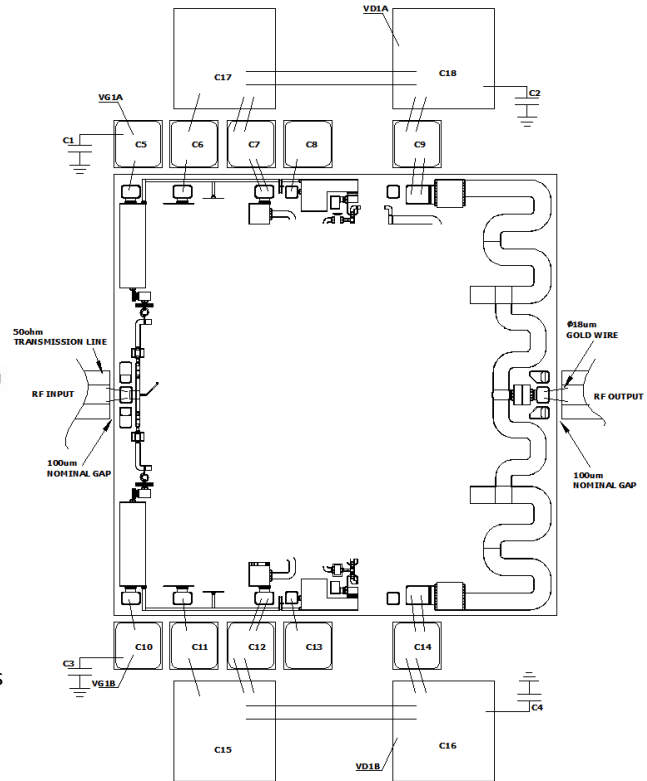 VD1A
C17
C18
C2
VG1A
C1
C5
C6
C7
C8
C9
50ohm
TRANSMISSION LINE
RF INPUT
100um
NOMINAL GAP
Ø18um
GOLD WIRE
RF OUTPUT
100um
NOMINAL GAP
C10
C11
C12
C13
C14
C3
VG1B
C4
C15
C16
VD1B
s